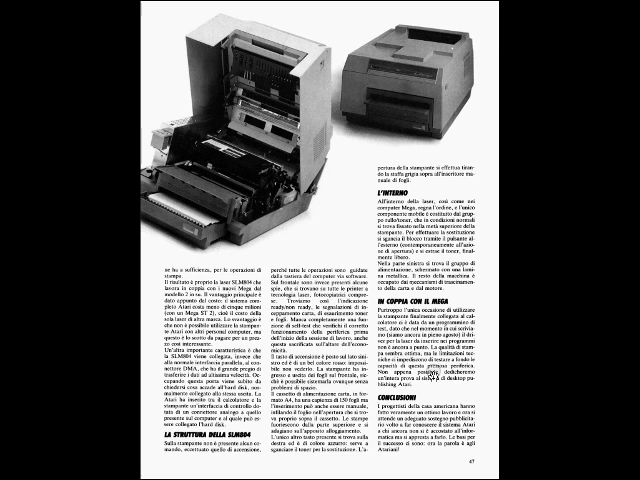 se ha a sufficienza, per le operazioni di
stampa.
Il risultato è proprio la laser SLM804 che
lavora in coppia con i nuovi Mega dal
modello 2 in su. Il vantaggio principale è
dato appunto dal costo: il sistema com-
pleto Atari costa meno di cinque milioni
(con un Mega ST 2), cioè il costo della
sola laser di altra marca. Lo svantaggio è
che non è possibile utilizzare la stampan-
te Atari con altri personal computer, ma
questo è lo scotto da pagare per un prez-
zo così interessante.
Un'altra importante caratteristica è che
la SLM804 viene collegata, invece che
alla normale interfaccia parallela, al con-
nettore DMA, che ha il grande pregio di
trasferire i dati ad altissima velocità. Oc-
cupando questa porta viene subito da
chiedersi cosa accade all'hard disk, nor-
malmente collegato alla stessa uscita. La
Atari ha inserito tra il calcolatore e la
stampante un'interfaccia di controllo do-
tata di un connettore analogo a quello
presente sul computer e al quale può es-
sere collegato l'hard disk.
LA STRUTTURA DELLA SLM804
Sulla stampante non è presente alcun co-
mando, eccettuato quello di accensione,
perché tutte le operazioni sono guidate
dalla tastiera del computer via software.
Sul frontale sono invece presenti alcune
spie, che si trovano su tutte le printer a
tecnologia laser, fotocopiatrici compre-
se. Troviamo così l'indicazione
ready/non ready, le segnalazioni di in-
ceppamento carta, di esaurimento toner
e fogli. Manca completamente una fun-
zione di self-test che verifichi il corretto
funzionamento della periferica prima
dell'inizio della sessione di lavoro, anche
questa sacrificata sull'altare dell'econo-
micità.
Il tasto di accensione è posto sul lato sini-
stro ed è di un bel colore rosso: impossi-
bile non vederlo. La stampante ha in-
gresso e uscita dei fogli sul frontale, sic-
ché è possibile sistemarla ovunque senza
problemi di spazio.
Il cassetto di alimentazione carta, in for-
mato A4, ha una capienza di 150 fogli ma
l'inserimento può anche essere manuale,
infilando il foglio nell'apertura che si tro-
va proprio sopra il cassetto. Le stampe
fuoriescono dalla parte superiore e si
adagiano sull'apposito alloggiamento.
L'unico altro tasto presente si trova sulla
destra ed è di colore azzurro: serve a
sganciare il toner per la sostituzione. L'a-
pertura della stampante si effettua tiran-
do la staffa grigia sopra all'inseritore ma-
nuale di fogli.
L'INTERNO
All'interno della laser, così come nei
computer Mega, regna l'ordine, e l'unico
componente mobile è costituito dal grup-
po rullo/toner, che in condizioni normali
si trova fissato nella metà superiore della
stampante. Per effettuare la sostituzione
si sgancia il blocco tramite il pulsante al-
l'esterno (contemporaneamente all'azio-
ne di apertura) e si estrae il toner, final-
mente libero.
Nella parte sinistra si trova il gruppo di
alimentazione, schermato con una lami-
na metallica. Il resto della macchina è
occupato dai meccanismi di trascinamen-
to della carta e dal motore.
IN COPPIA CON IL MEGA
Purtroppo l'unica occasione di utilizzare
la stampante finalmente collegata al cal-
colatore ci è data da un programmino di
test, dato che nel momento in cui scrivia-
mo (siamo ancora in pieno agosto) il dri-
ver per la laser da inserire nei programmi
non è ancora a punto. La qualità di stam-
pa sembra ottima, ma le limitazioni tec-
niche ci impediscono di testare a fondo le
capacità di questa preziosa periferica.
Non appena possibile dedicheremo
un'intera prova al sistema di desktop pu-
blishing Atari.
CONCLUSIONI
I progettisti della casa americana hanno
fatto veramente un ottimo lavoro e ora si
attende un adeguato sostegno pubblicita-
rio volto a far conoscere il sistema Atari
a chi ancora non si è accostato all'infor-
matica ma si appresta a farlo. Le basi per
il successo ci sono: ora la parola è agli
Atariani!
47